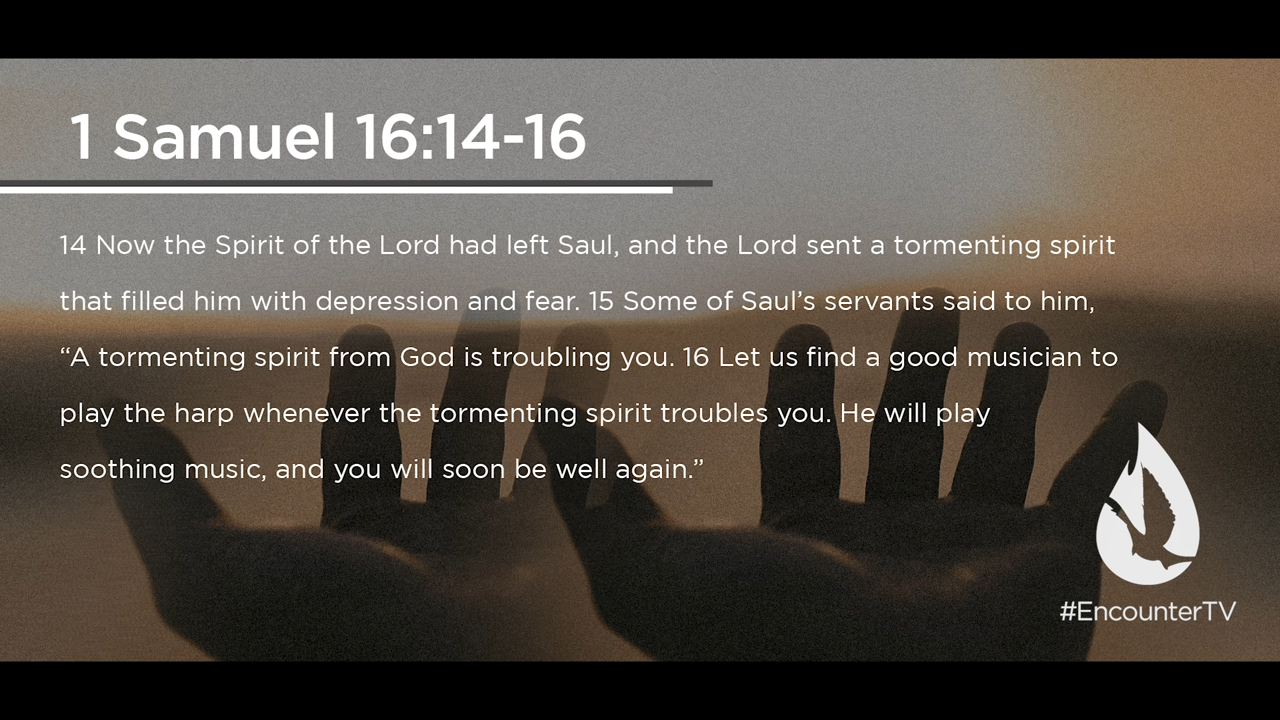 1 Samuel 16:14-16
14 Now the Spirit of the Lord had left Saul, and the Lord sent a tormenting spirit
that filled him with depression and fear. 15 Some of Saul’s servants said to him,
“A tormenting spirit from God is troubling you. 16 Let us find a good musician to
play the harp whenever the tormenting spirit troubles you. He will play
soothing music, and you will soon be well again.”
#EncounterTV